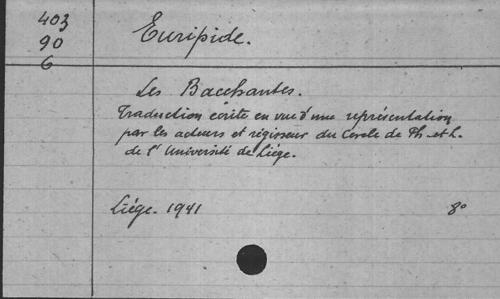 403
90
6
Euripide.
Les Bacchantes.
Traduction écrite en vue d'une représentation
par les acteurs et régisseur du Cercle de Ph. et L.
de l'Université de Liège.
Liège. 1941 8°